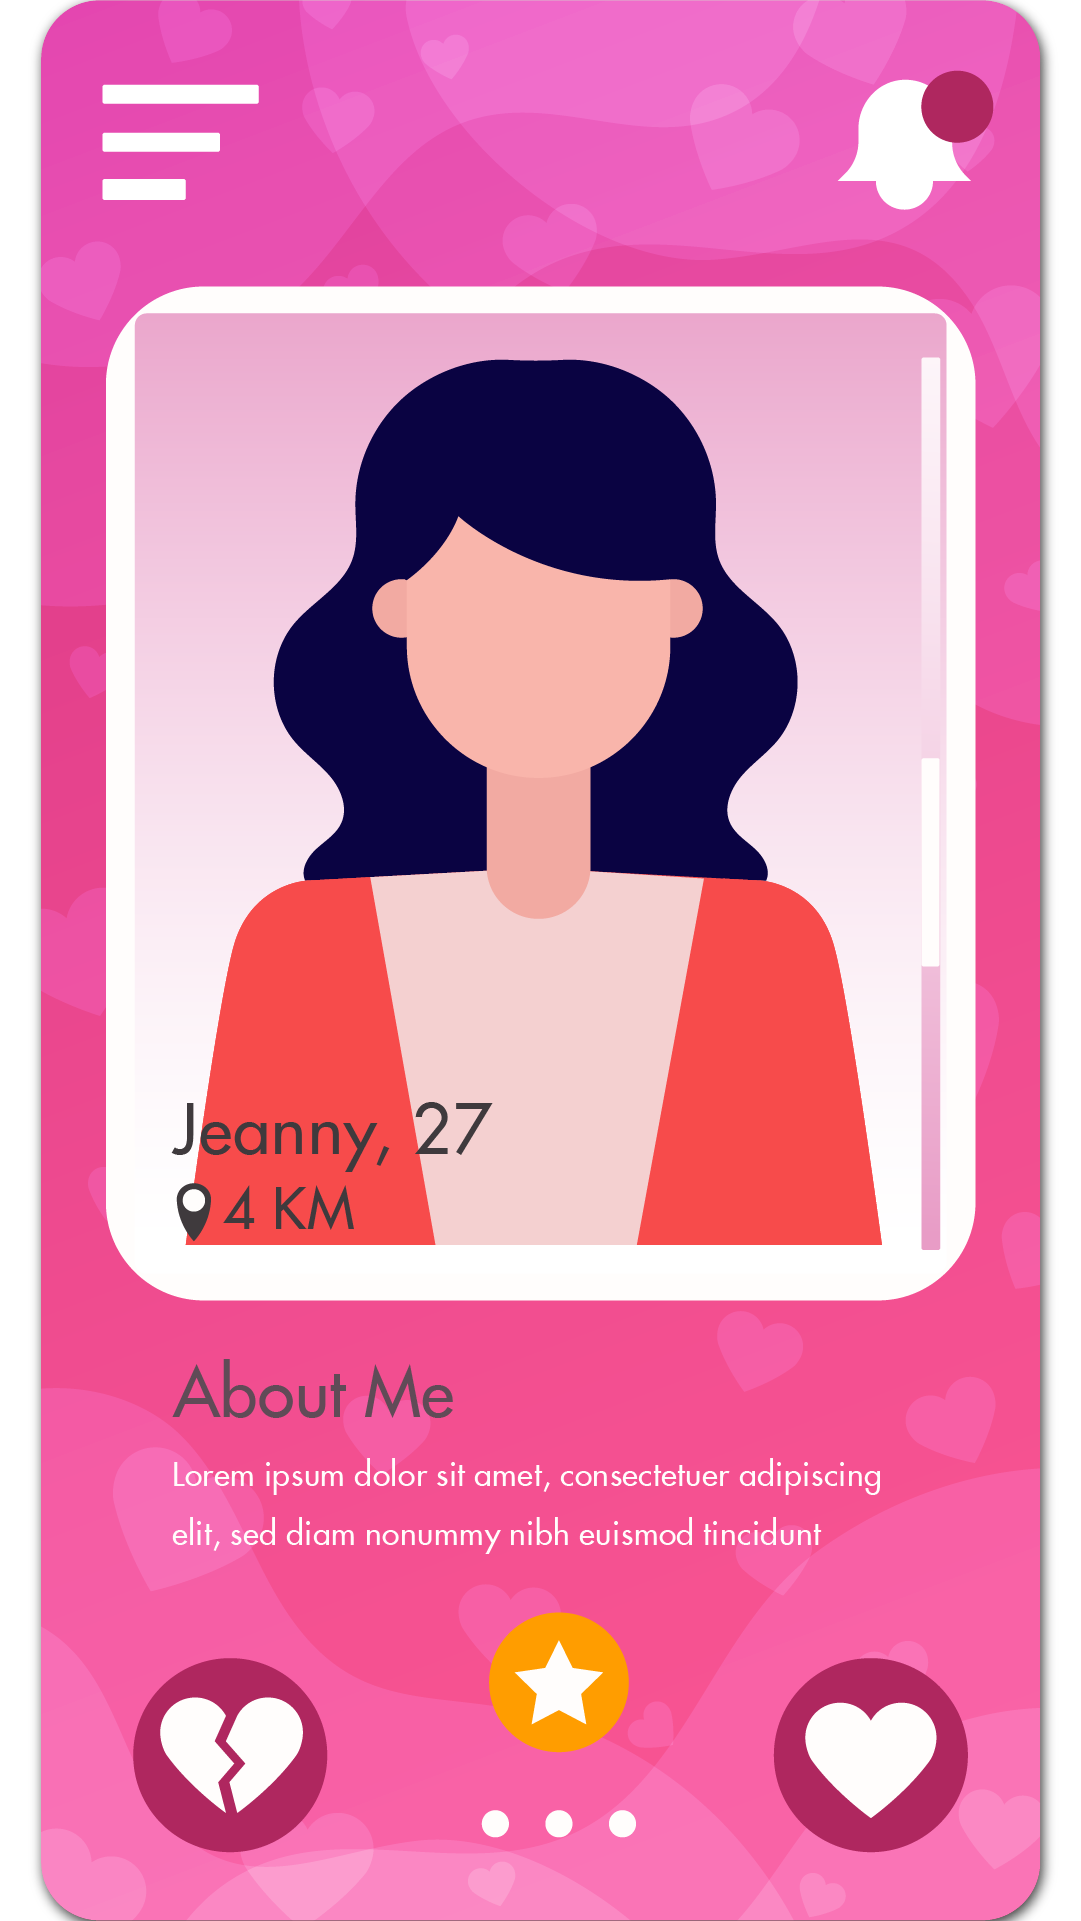 Jeanny, 27
4 KM
About Me
Lorem ipsum dolor sit amet, consectetuer adipiscing
elit, sed diam nonummy nibh euismod tincidunt